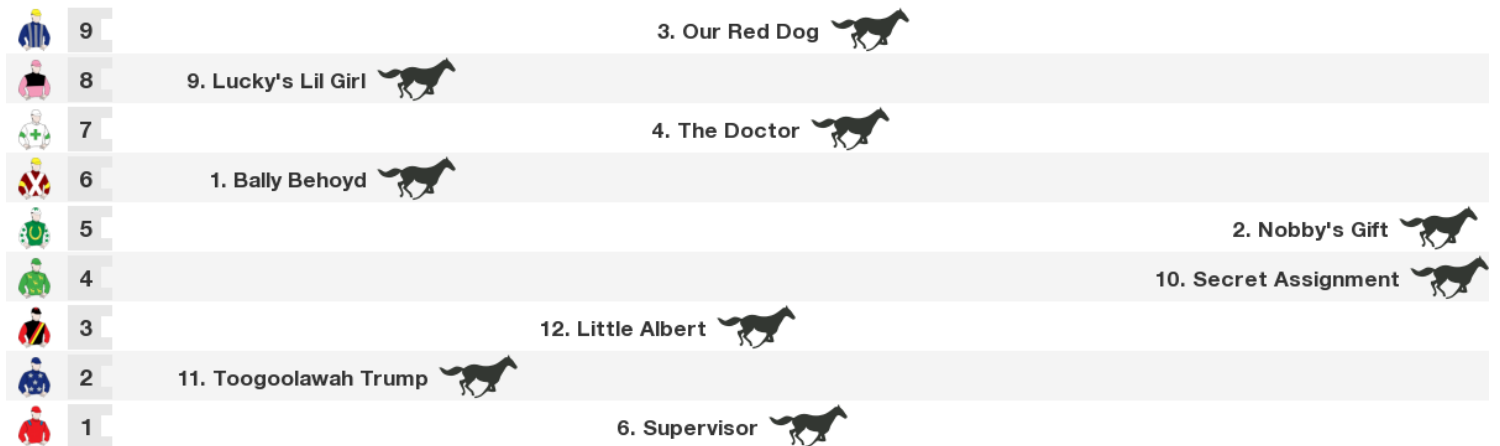 9 3. Our Red Dog
8 9. Lucky's Lil Girl
7 4. The Doctor
6 1. Bally Behoyd
5 2. Nobby's Gift
4 10. Secret Assignment
3 12. Little Albert
2 11. Toogoolawah Trump
1 6. Supervisor